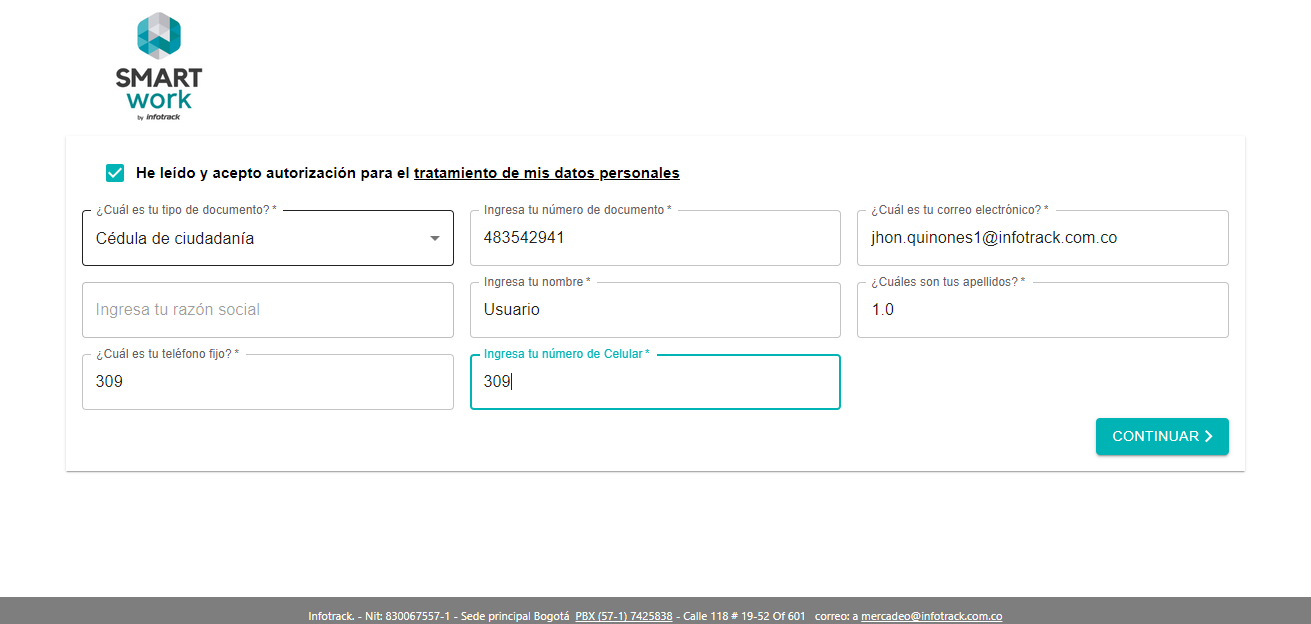 SMART
work
by infotrack
He leído y acepto autorización para el tratamiento de mis datos personales
¿Cuál es tu tipo de documento? *
Cédula de ciudadanía
Ingresa tu número de documento *
483542941
¿Cuál es tu correo electrónico? *
jhon.quinones1@infotrack.com.co
Ingresa tu razón social
Ingresa tu nombre *
Usuario
¿Cuáles son tus apellidos? *
1.0
¿Cuál es tu teléfono fijo? *
309
Ingresa tu número de Celular *
309
CONTINUAR
Infotrack. - Nit: 830067557-1 - Sede principal Bogotá PBX (57-1) 7425838 - Calle 118 # 19-52 Of 601 correo: a mercadeo@infotrack.com.co